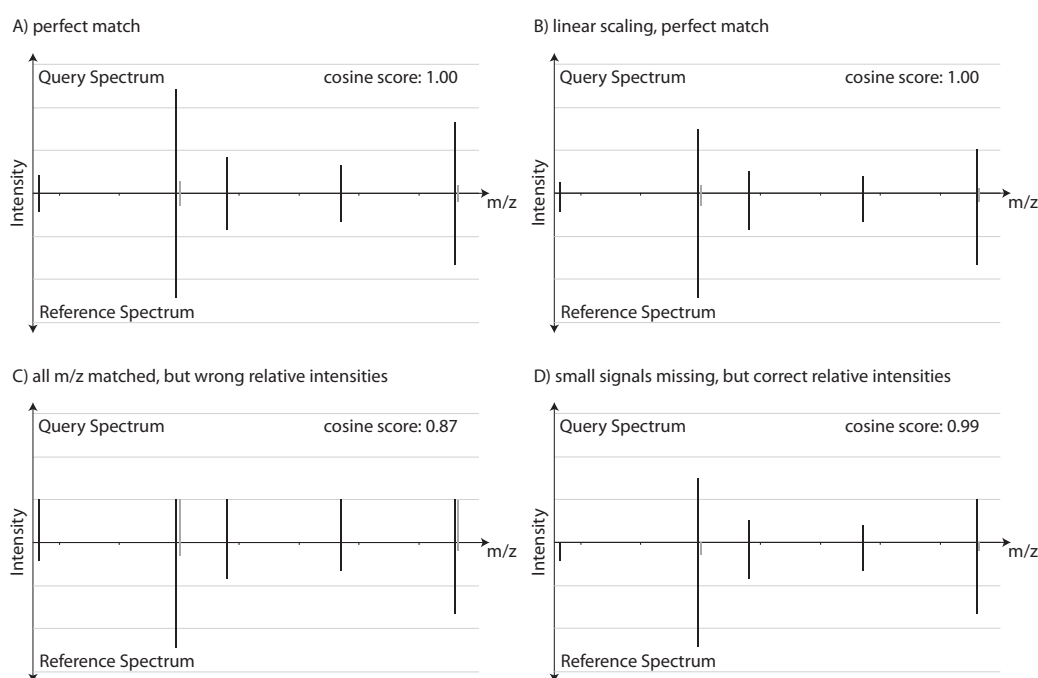 A) perfect match
Query Spectrum
cosine score: 1.00
Intensity
m/z
Reference Spectrum
B) linear scaling, perfect match
Query Spectrum
cosine score: 1.00
Intensity
m/z
Reference Spectrum
C) all m/z matched, but wrong relative intensities
Query Spectrum
cosine score: 0.87
Intensity
m/z
Reference Spectrum
D) small signals missing, but correct relative intensities
Query Spectrum
cosine score: 0.99
Intensity
m/z
Reference Spectrum